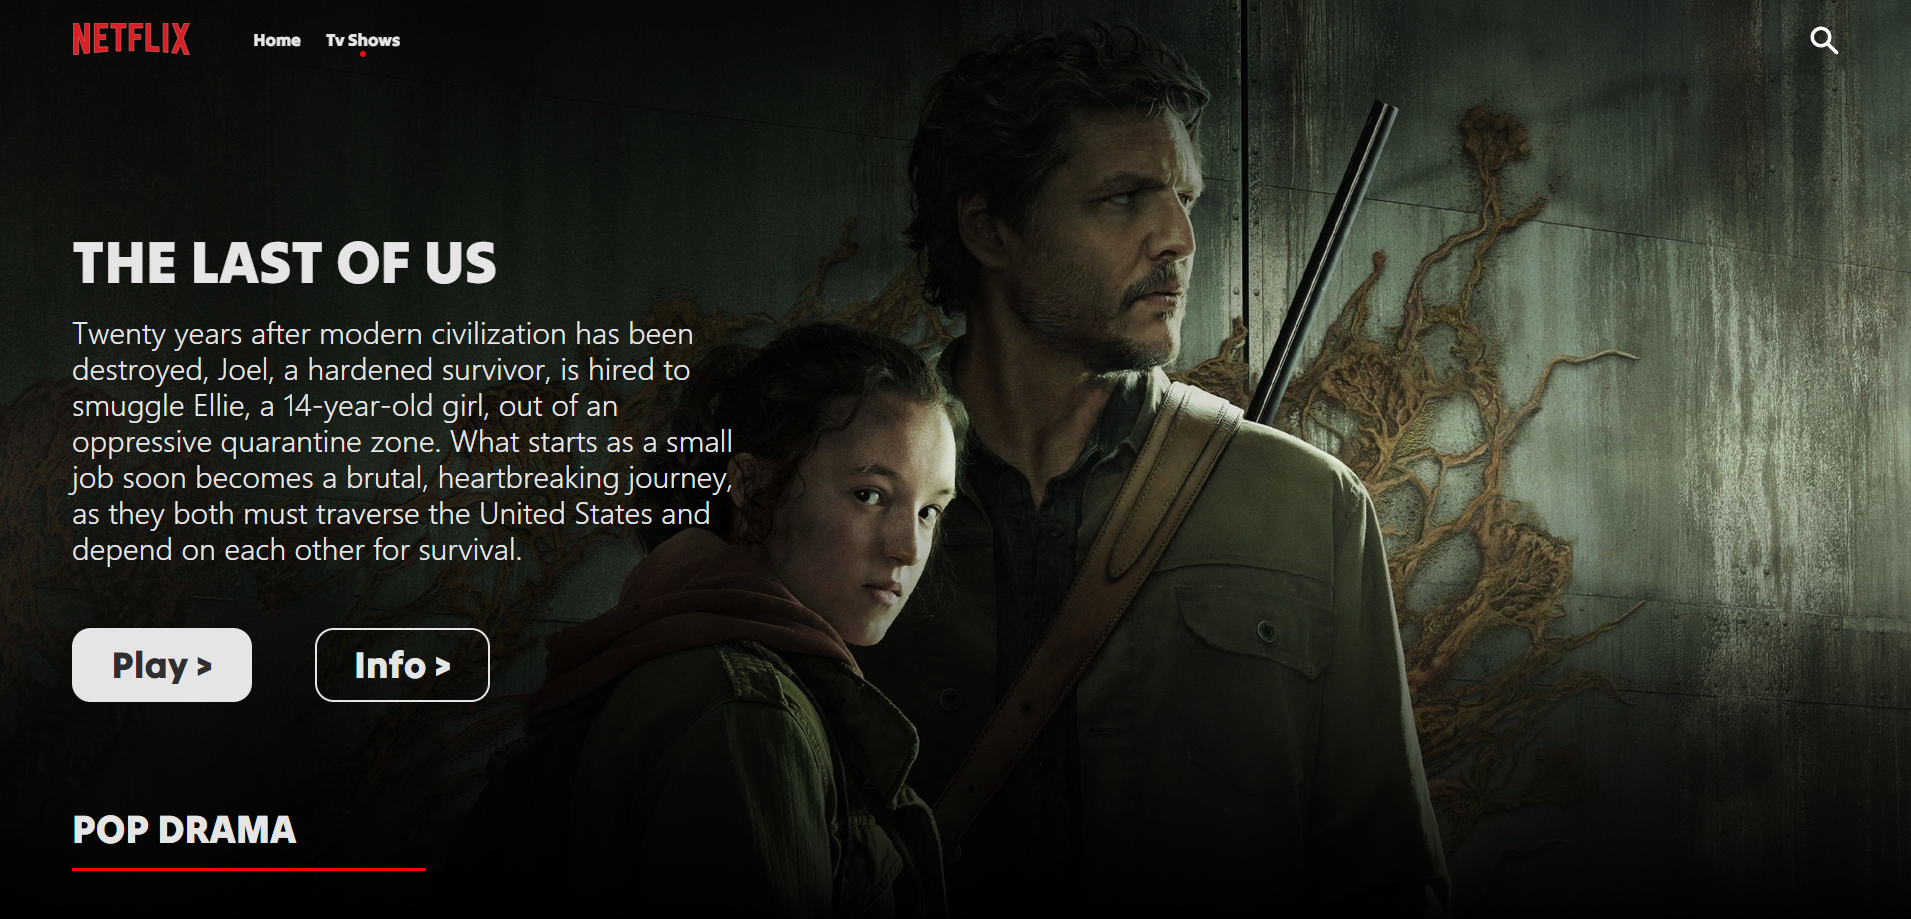 NETFLIX Home Tv Shows
THE LAST OF US
Twenty years after modern civilization has been
destroyed, Joel, a hardened survivor, is hired to
smuggle Ellie, a 14-year-old girl, out of an
oppressive quarantine zone. What starts as a small
job soon becomes a brutal, heartbreaking journey,
as they both must traverse the United States and
depend on each other for survival.
Play > Info >
POP DRAMA